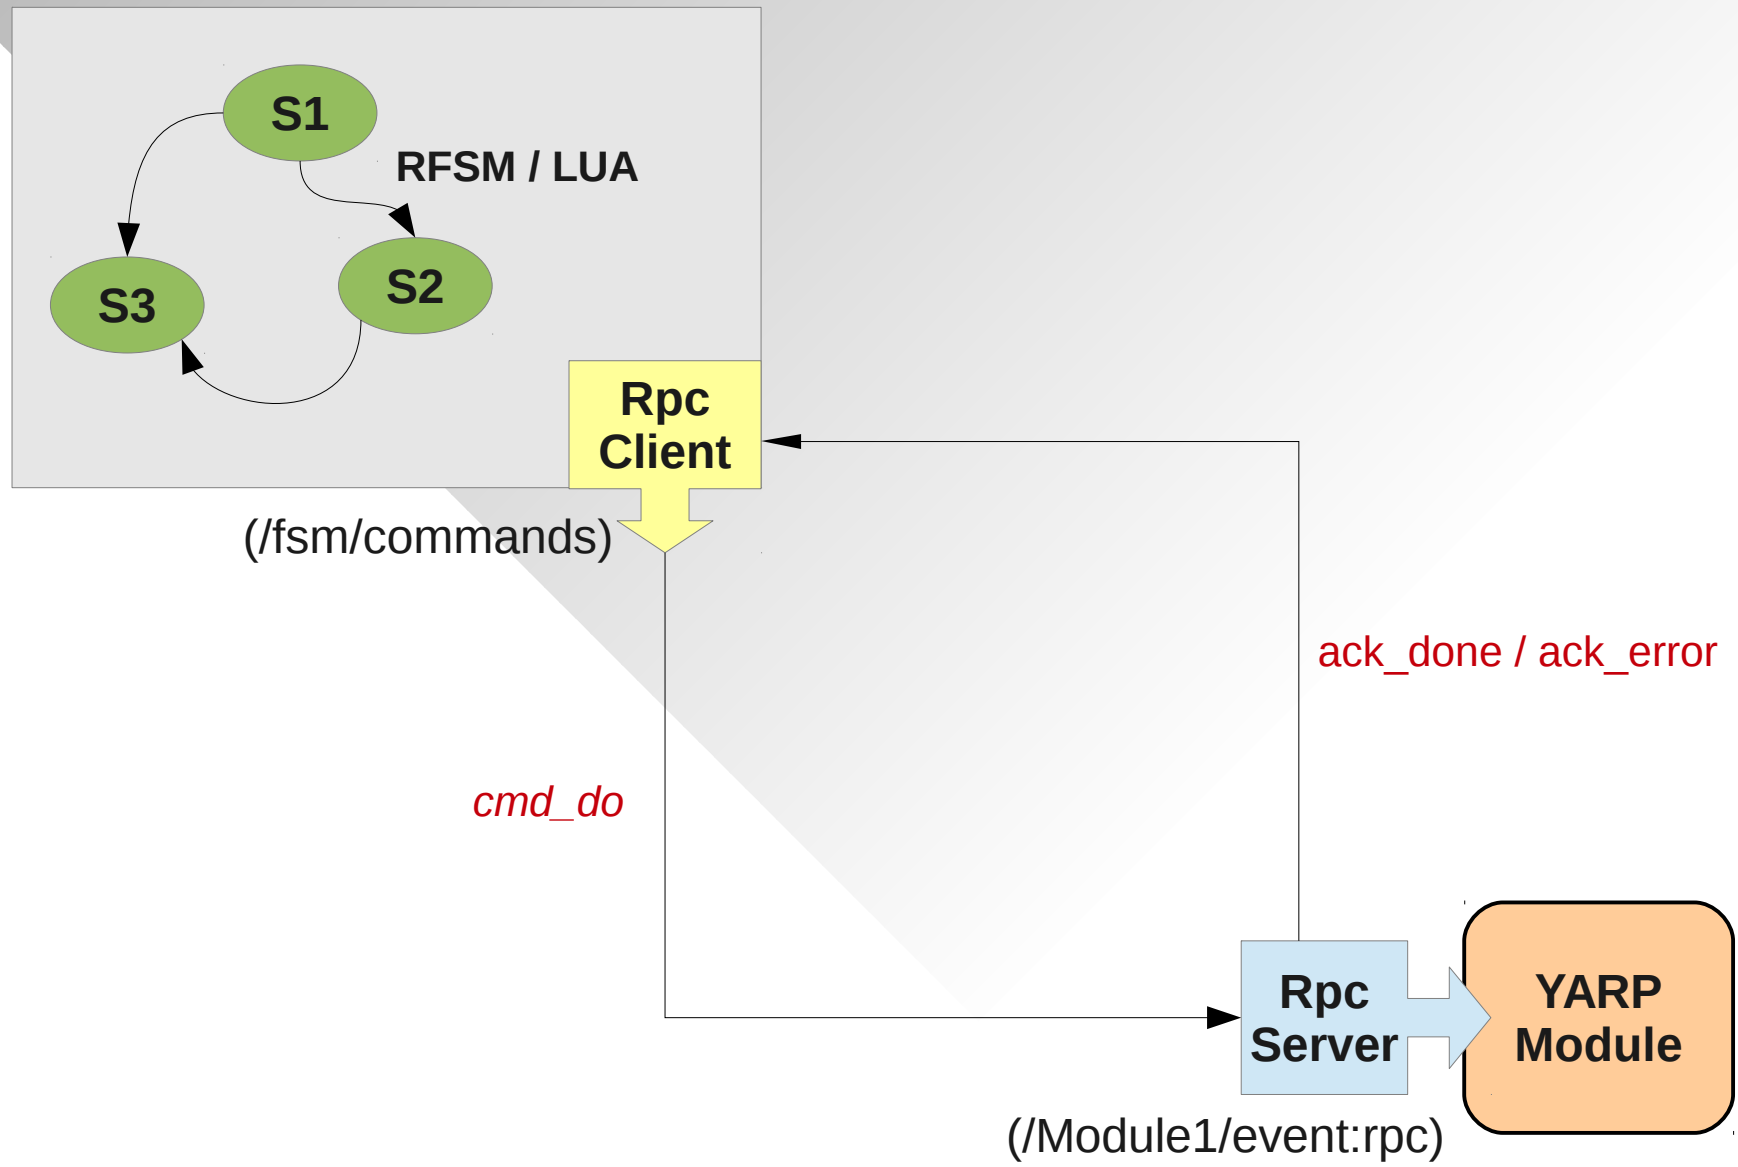 S1
RFSM / LUA
S2
S3
Rpc
Client
(/fsm/commands)
ack_done / ack_error
cmd_do
Rpc
Server
YARP
Module
(/Module1/event:rpc)